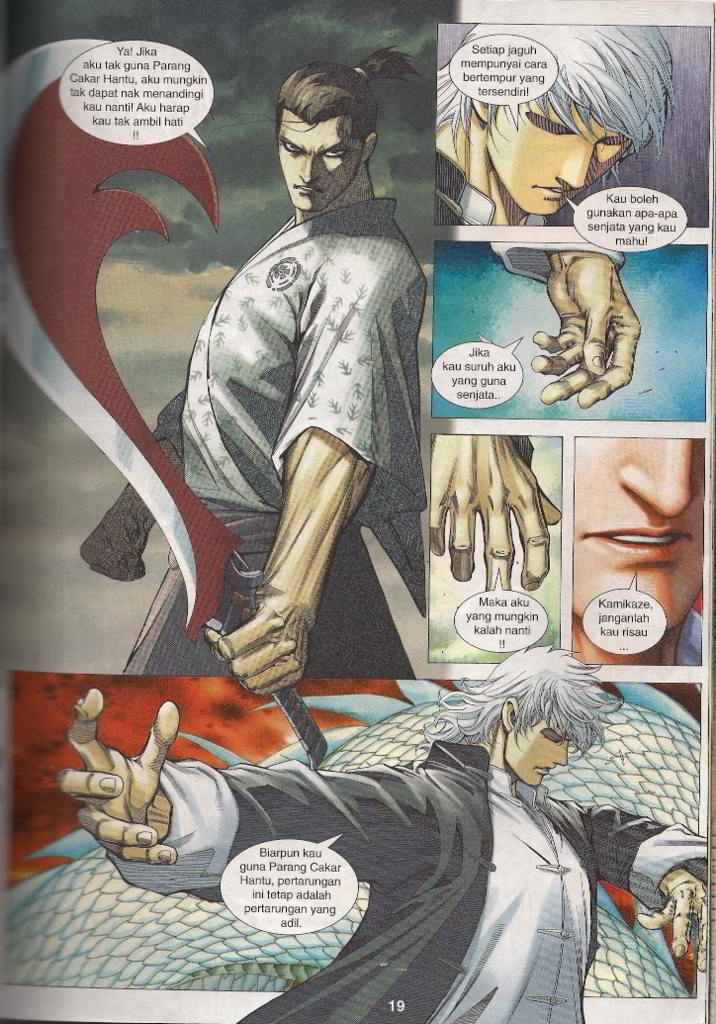 Ya! Jika
aku tak guna Parang
Cakar Hantu, aku mungkin
tak dapat nak menandingi
kau nanti! Aku harap
kau tak ambil hati
!!
Setiap jaguh
mempunyai cara
bertempur yang
tersendiri!
Kau boleh
gunakan apa-apa
senjata yang kau
mahu!
Jika
kau suruh aku
yang guna
senjata..
Maka aku
yang mungkin
kalah nanti
!!
Kamikaze,
janganlah
kau risau
...
Biarpun kau
guna Parang Cakar
Hantu, pertarungan
ini tetap adalah
pertarungan yang
adil.
19